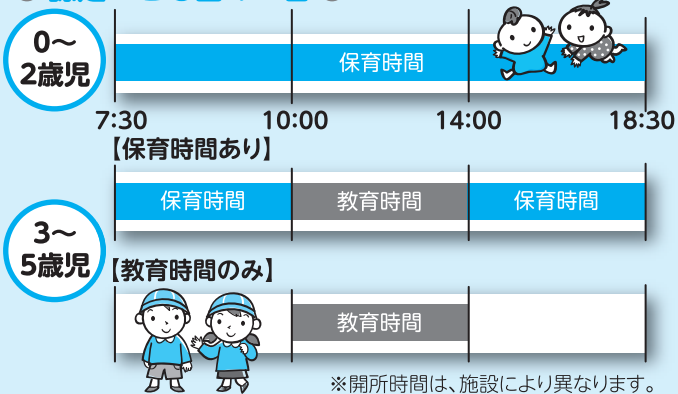 0～
2歳児
保育時間
7:30 10:00 14:00 18:30
【保育時間あり】
3～
5歳児
保育時間 教育時間 保育時間
【教育時間のみ】
教育時間
※開所時間は、施設により異なります。